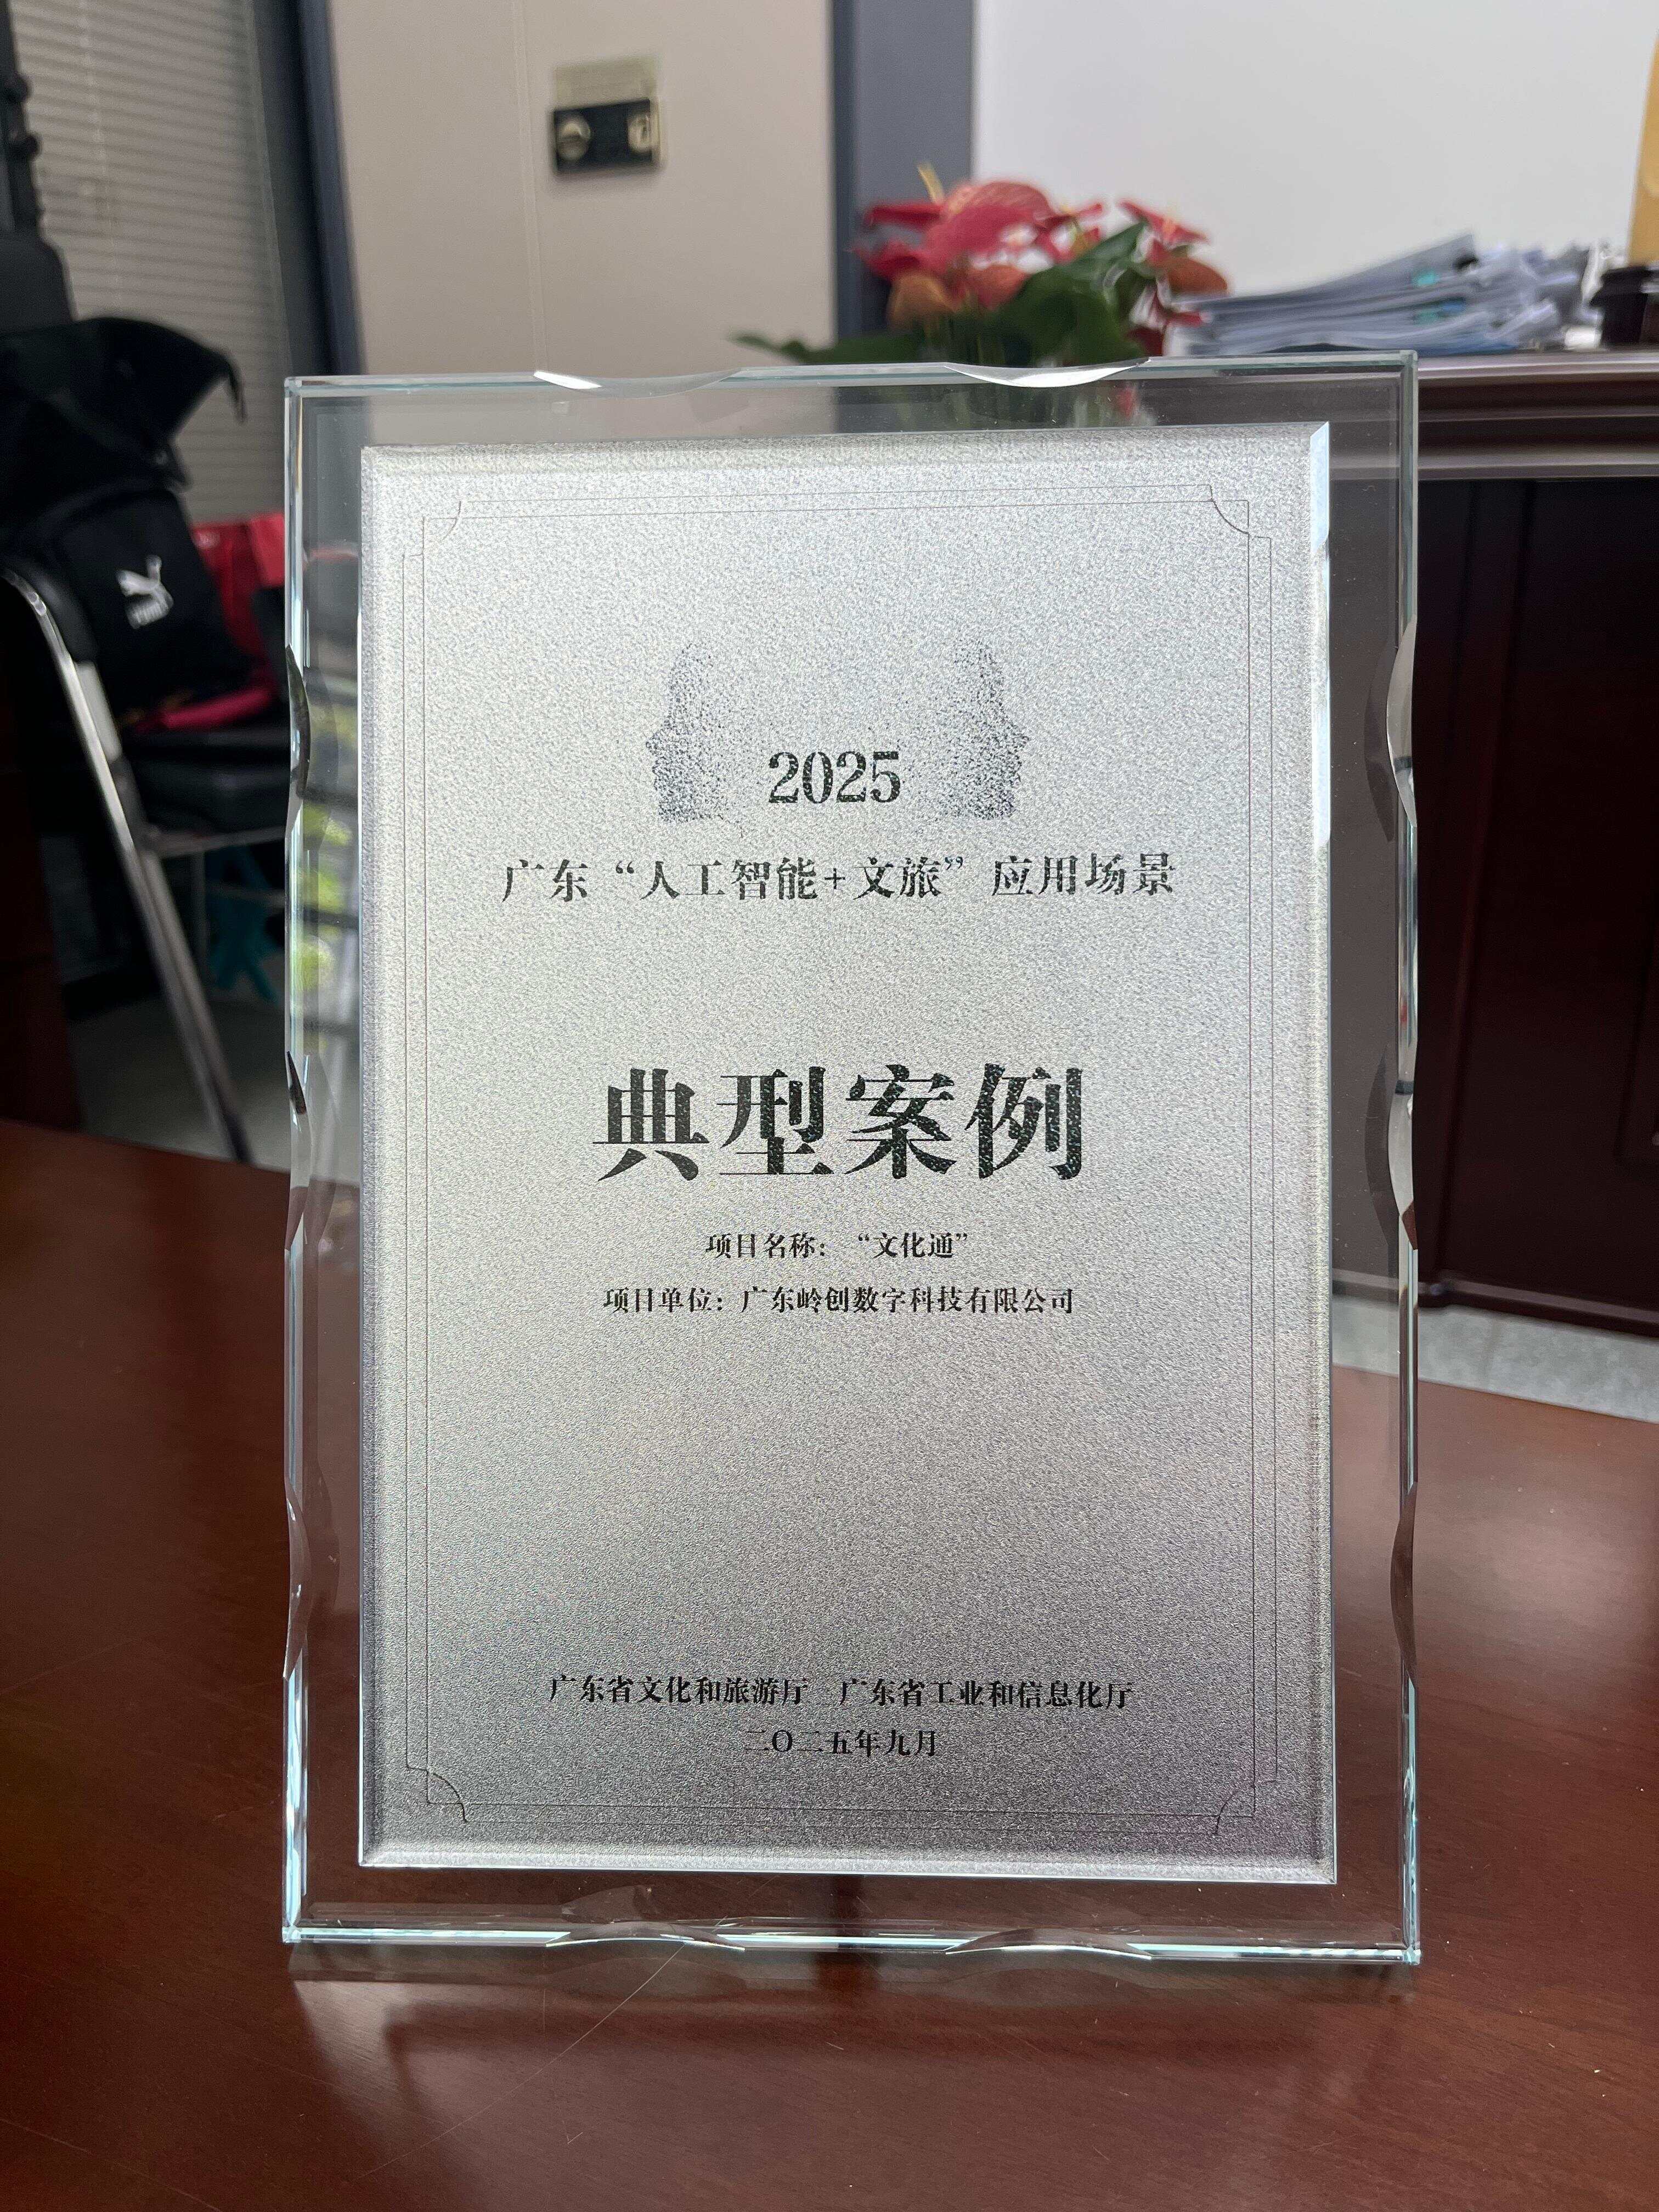 2025
广东“人工智能+文旅”应用场景
典型案例
项目名称：“文化通”
项目单位：广东岭创数字科技有限公司
广东省文化和旅游厅 广东省工业和信息化厅
二〇二五年九月